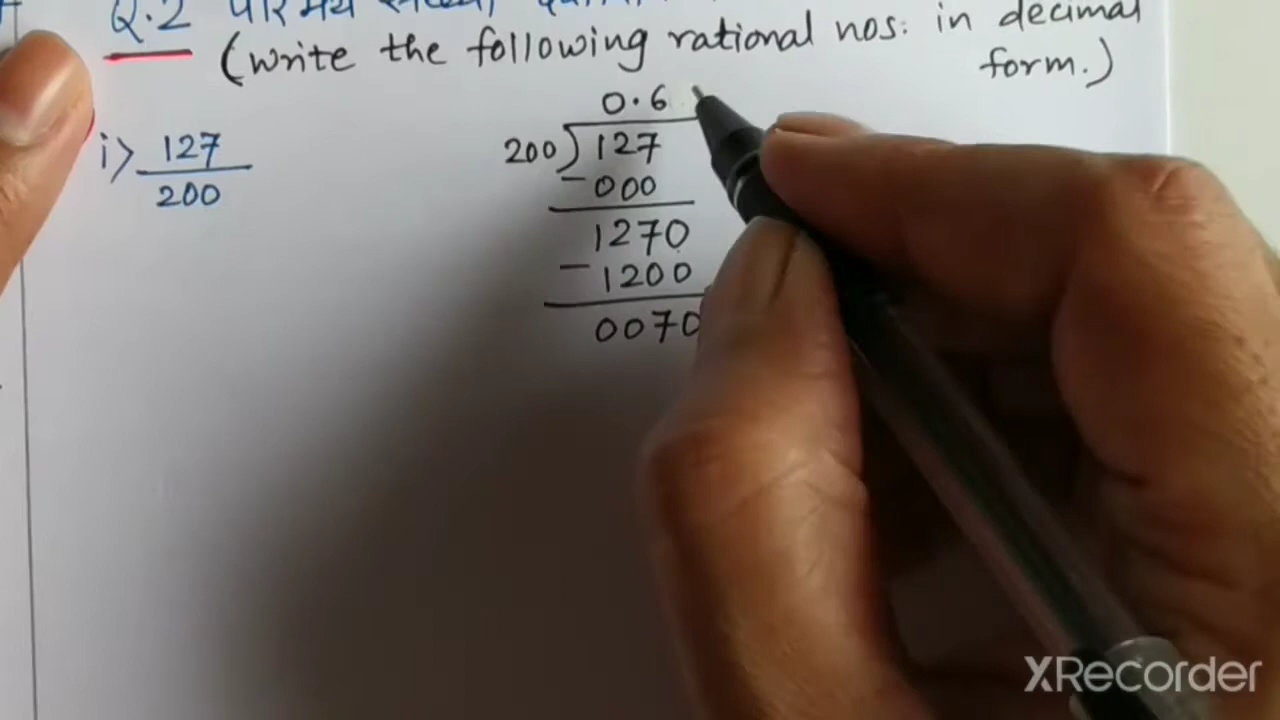 Q.2 परिमेय
(Write the following rational nos. in decimal
form.)
i> 127
200
0.6
200) 127
- 000
1270
- 1200
0070
XRecorder